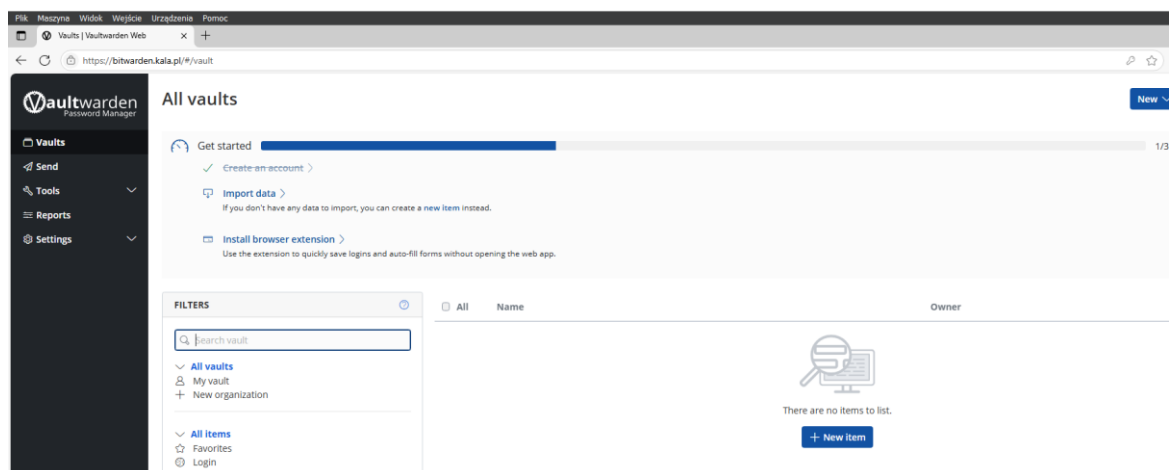 Plik Maszyna Widok Wejście Urządzenia Pomoc
Vaults | Vaultwarden Web
https://bitwarden.kala.pl/#/vault
Vaultwarden
Password Manager
All vaults
New
Vaults
Send
Tools
Reports
Settings
Get started
1/3
Create an account
Import data
If you don't have any data to import, you can create a new item instead.
Install browser extension
Use the extension to quickly save logins and auto-fill forms without opening the web app.
FILTERS
Search vault
All vaults
My vault
New organization
All items
Favorites
Login
All Name Owner
There are no items to list.
+ New item